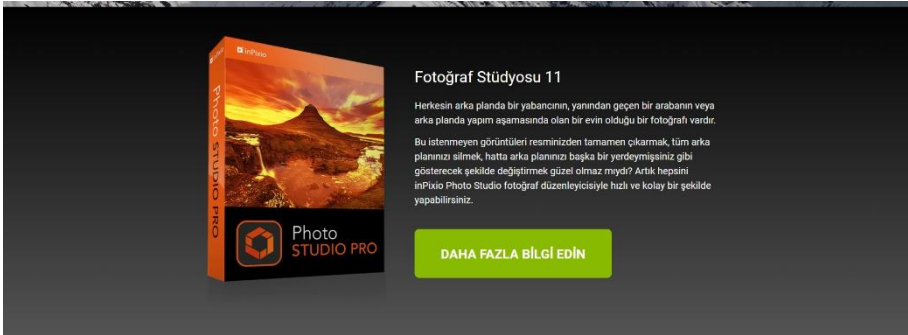 inPixio
inPixio
Photo STUDIO PRO
Photo
STUDIO PRO
Fotoğraf Stüdyosu 11
Herkesin arka planda bir yabancının, yanından geçen bir arabanın veya
arka planda yapım aşamasında olan bir evin olduğu bir fotoğrafı vardır.
Bu istenmeyen görüntüleri resminizden tamamen çıkarmak, tüm arka
planınızı silmek, hatta arka planınızı başka bir yerdeymişsiniz gibi
gösterecek şekilde değiştirmek güzel olmaz mıydı? Artık hepsini
inPixio Photo Studio fotoğraf düzenleyicisiyle hızlı ve kolay bir şekilde
yapabilirsiniz.
DAHA FAZLA BİLGİ EDİN